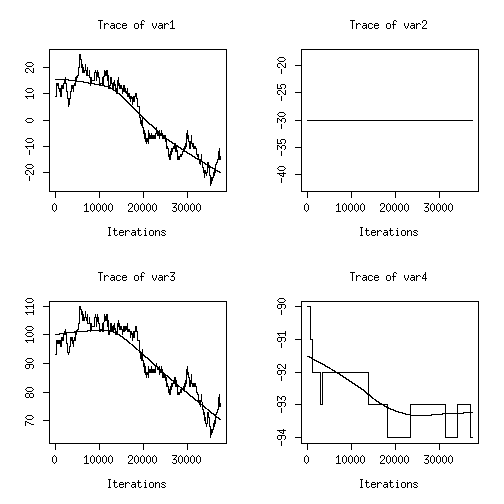 Trace of var1
20
10
0
-10
-20
0 10000 20000 30000
Iterations
Trace of var2
-20
-25
-30
-35
-40
0 10000 20000 30000
Iterations
Trace of var3
110
100
90
80
70
0 10000 20000 30000
Iterations
Trace of var4
-90
-91
-92
-93
-94
0 10000 20000 30000
Iterations